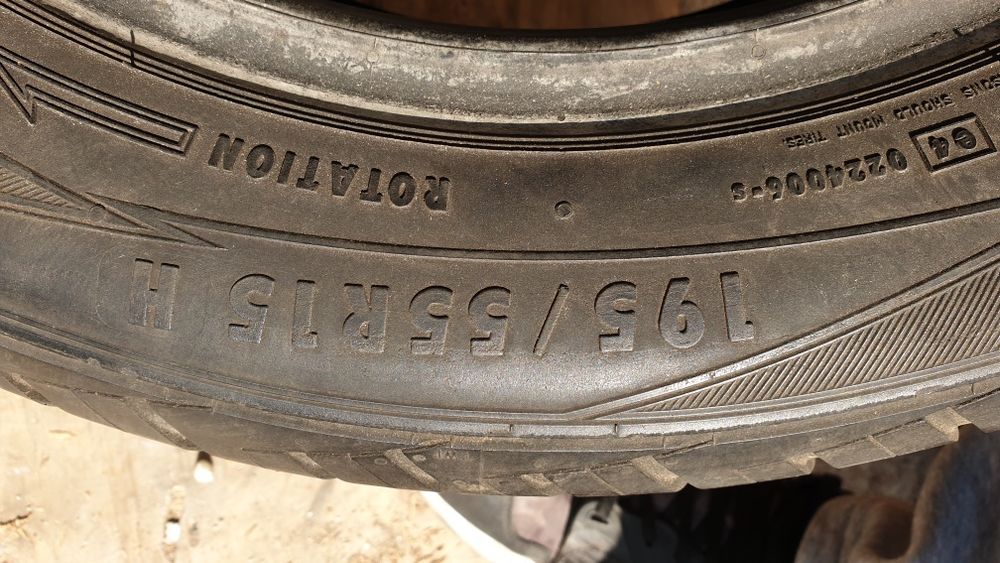 195/55R15 H
e4 0224006-s
ROTATION
SHOULD MOUNT TIRES.